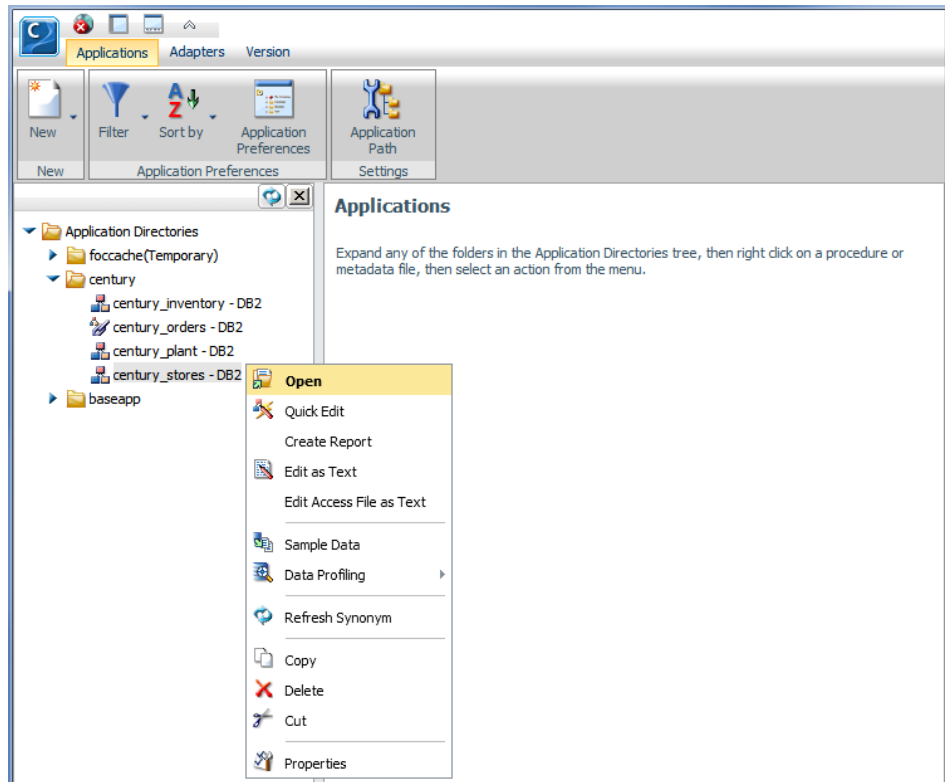 C
Applications Adapters Version
New Filter Sort by Application Preferences Application Path
New Application Preferences Settings
Applications
Expand any of the folders in the Application Directories tree, then right click on a procedure or
metadata file, then select an action from the menu.
Application Directories
foccache(Temporary)
century
century_inventory - DB2
century_orders - DB2
century_plant - DB2
century_stores - DB2
baseapp
Open
Quick Edit
Create Report
Edit as Text
Edit Access File as Text
Sample Data
Data Profiling
Refresh Synonym
Copy
Delete
Cut
Properties